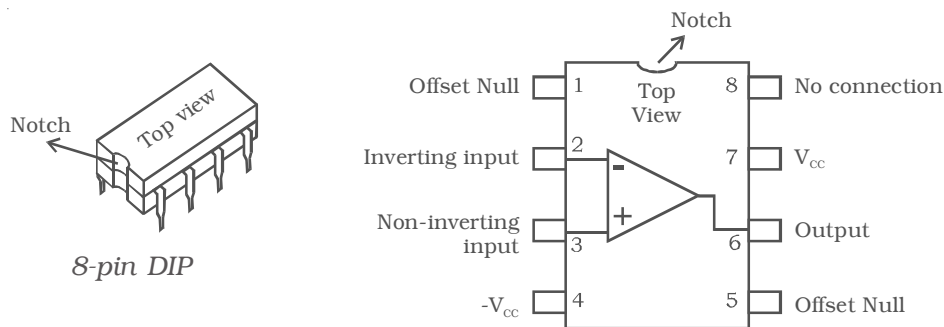 Notch
Top view
8-pin DIP
Notch
Top
View
Offset Null
1
8
No connection
Inverting input
2
-
7
Vcc
Non-inverting
input
3
+
6
Output
-Vcc
4
5
Offset Null